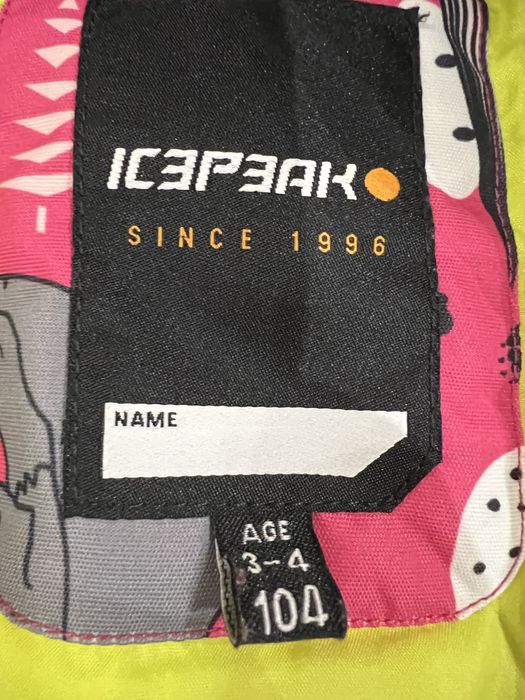 ICEPEAK
SINCE 1996
NAME
AGE
3-4
104